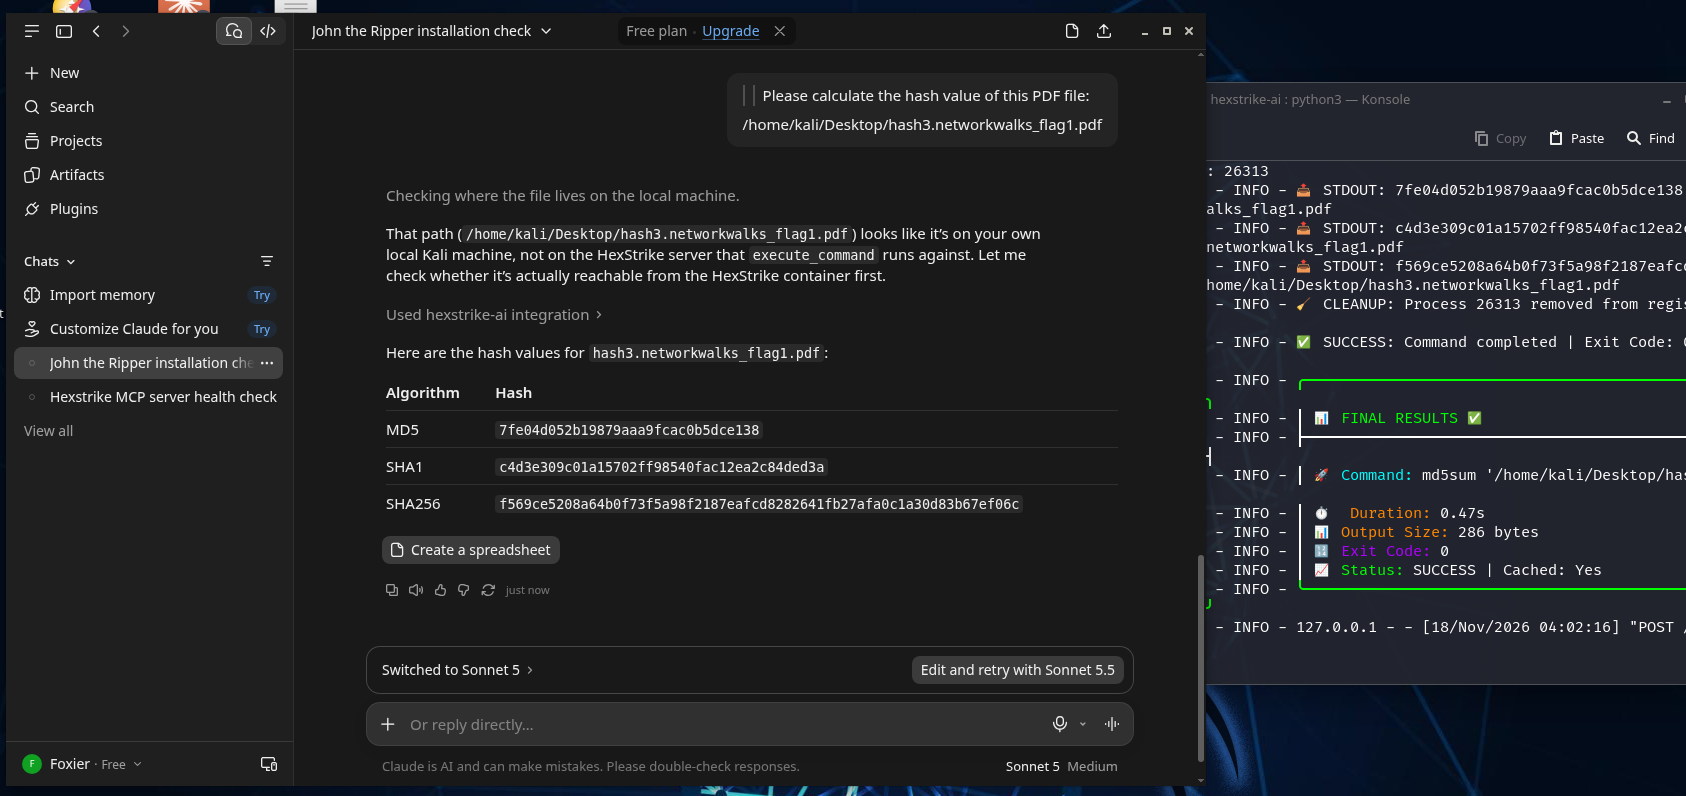 John the Ripper installation check
Free plan · Upgrade
New
Search
Projects
Artifacts
Plugins
Chats
Import memory
Try
Customize Claude for you
Try
John the Ripper installation che
Hexstrike MCP server health check
View all
Foxier · Free
F
Please calculate the hash value of this PDF file:
/home/kali/Desktop/hash3.networkwalks_flag1.pdf
Checking where the file lives on the local machine.
That path (/home/kali/Desktop/hash3.networkwalks_flag1.pdf) looks like it's on your own
local Kali machine, not on the HexStrike server that execute_command runs against. Let me
check whether it's actually reachable from the HexStrike container first.
Used hexstrike-ai integration
Here are the hash values for hash3.networkwalks_flag1.pdf:
Algorithm Hash
MD5 7fe04d052b19879aaa9fcac0b5dce138
SHA1 c4d3e309c01a15702ff98540fac12ea2c84ded3a
SHA256 f569ce5208a64b0f73f5a98f2187eafcd8282641fb27afa0c1a30d83b67ef06c
Create a spreadsheet
just now
Switched to Sonnet 5
Edit and retry with Sonnet 5.5
Or reply directly...
Claude is AI and can make mistakes. Please double-check responses.
Sonnet 5 Medium
hexstrike-ai : python3 — Konsole
Copy Paste Find
: 26313
- INFO - 📤 STDOUT: 7fe04d052b19879aaa9fcac0b5dce138
alks_flag1.pdf
- INFO - 📤 STDOUT: c4d3e309c01a15702ff98540fac12ea2
networkwalks_flag1.pdf
- INFO - 📤 STDOUT: f569ce5208a64b0f73f5a98f2187eafc
home/kali/Desktop/hash3.networkwalks_flag1.pdf
- INFO - 🧹 CLEANUP: Process 26313 removed from regis
- INFO - ✅ SUCCESS: Command completed | Exit Code:
- INFO -
- INFO - 📊 FINAL RESULTS ✅
- INFO -
- INFO - 🚀 Command: md5sum '/home/kali/Desktop/has
- INFO - ⏱️ Duration: 0.47s
- INFO - 📊 Output Size: 286 bytes
- INFO - 🔢 Exit Code: 0
- INFO - 📈 Status: SUCCESS | Cached: Yes
- INFO -
- INFO - 127.0.0.1 - - [18/Nov/2026 04:02:16] "POST /